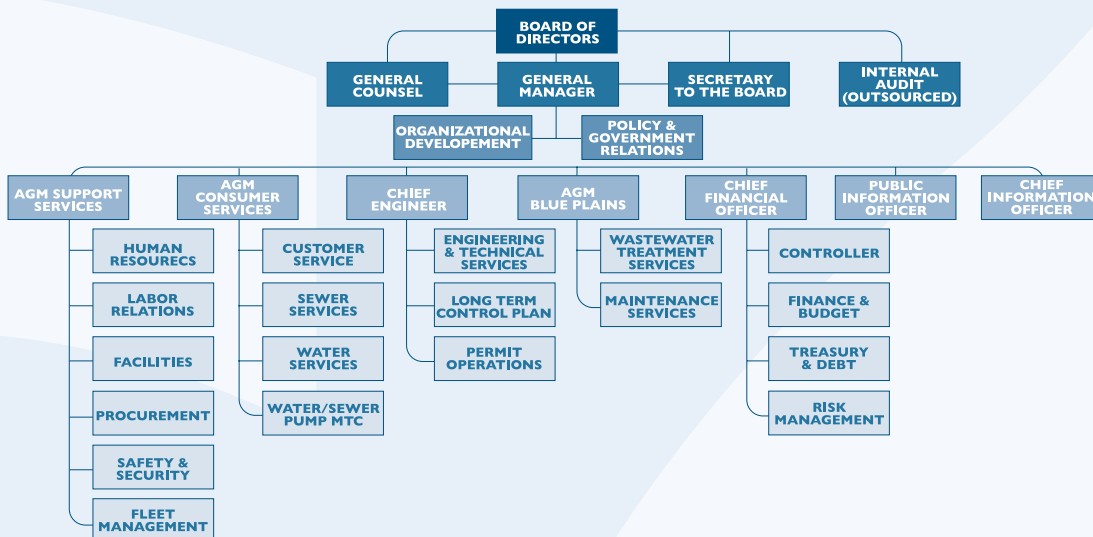 BOARD OF
DIRECTORS
GENERAL
COUNSEL
GENERAL
MANAGER
SECRETARY
TO THE BOARD
INTERNAL
AUDIT
(OUTSOURCED)
ORGANIZATIONAL
DEVELOPEMENT
POLICY &
GOVERNMENT
RELATIONS
AGM SUPPORT
SERVICES
AGM
CONSUMER
SERVICES
CHIEF
ENGINEER
AGM
BLUE PLAINS
CHIEF
FINANCIAL
OFFICER
PUBLIC
INFORMATION
OFFICER
CHIEF
INFORMATION
OFFICER
HUMAN
RESOURECS
LABOR
RELATIONS
FACILITIES
PROCUREMENT
SAFETY &
SECURITY
FLEET
MANAGEMENT
CUSTOMER
SERVICE
SEWER
SERVICES
WATER
SERVICES
WATER/SEWER
PUMP MTC
ENGINEERING
& TECHNICAL
SERVICES
LONG TERM
CONTROL PLAN
PERMIT
OPERATIONS
WASTEWATER
TREATMENT
SERVICES
MAINTENANCE
SERVICES
CONTROLLER
FINANCE &
BUDGET
TREASURY
& DEBT
RISK
MANAGEMENT